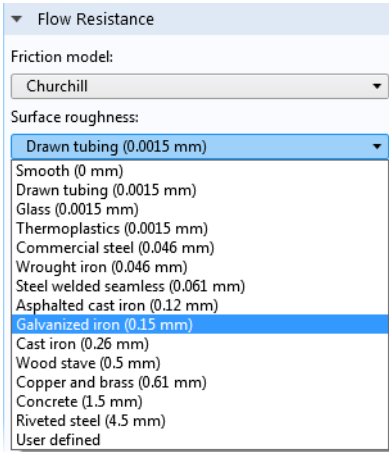 Flow Resistance
Friction model:
Churchill
Surface roughness:
Drawn tubing (0.0015 mm)
Smooth (0 mm)
Drawn tubing (0.0015 mm)
Glass (0.0015 mm)
Thermoplastics (0.0015 mm)
Commercial steel (0.046 mm)
Wrought iron (0.046 mm)
Steel welded seamless (0.061 mm)
Asphalted cast iron (0.12 mm)
Galvanized iron (0.15 mm)
Cast iron (0.26 mm)
Wood stave (0.5 mm)
Copper and brass (0.61 mm)
Concrete (1.5 mm)
Riveted steel (4.5 mm)
User defined